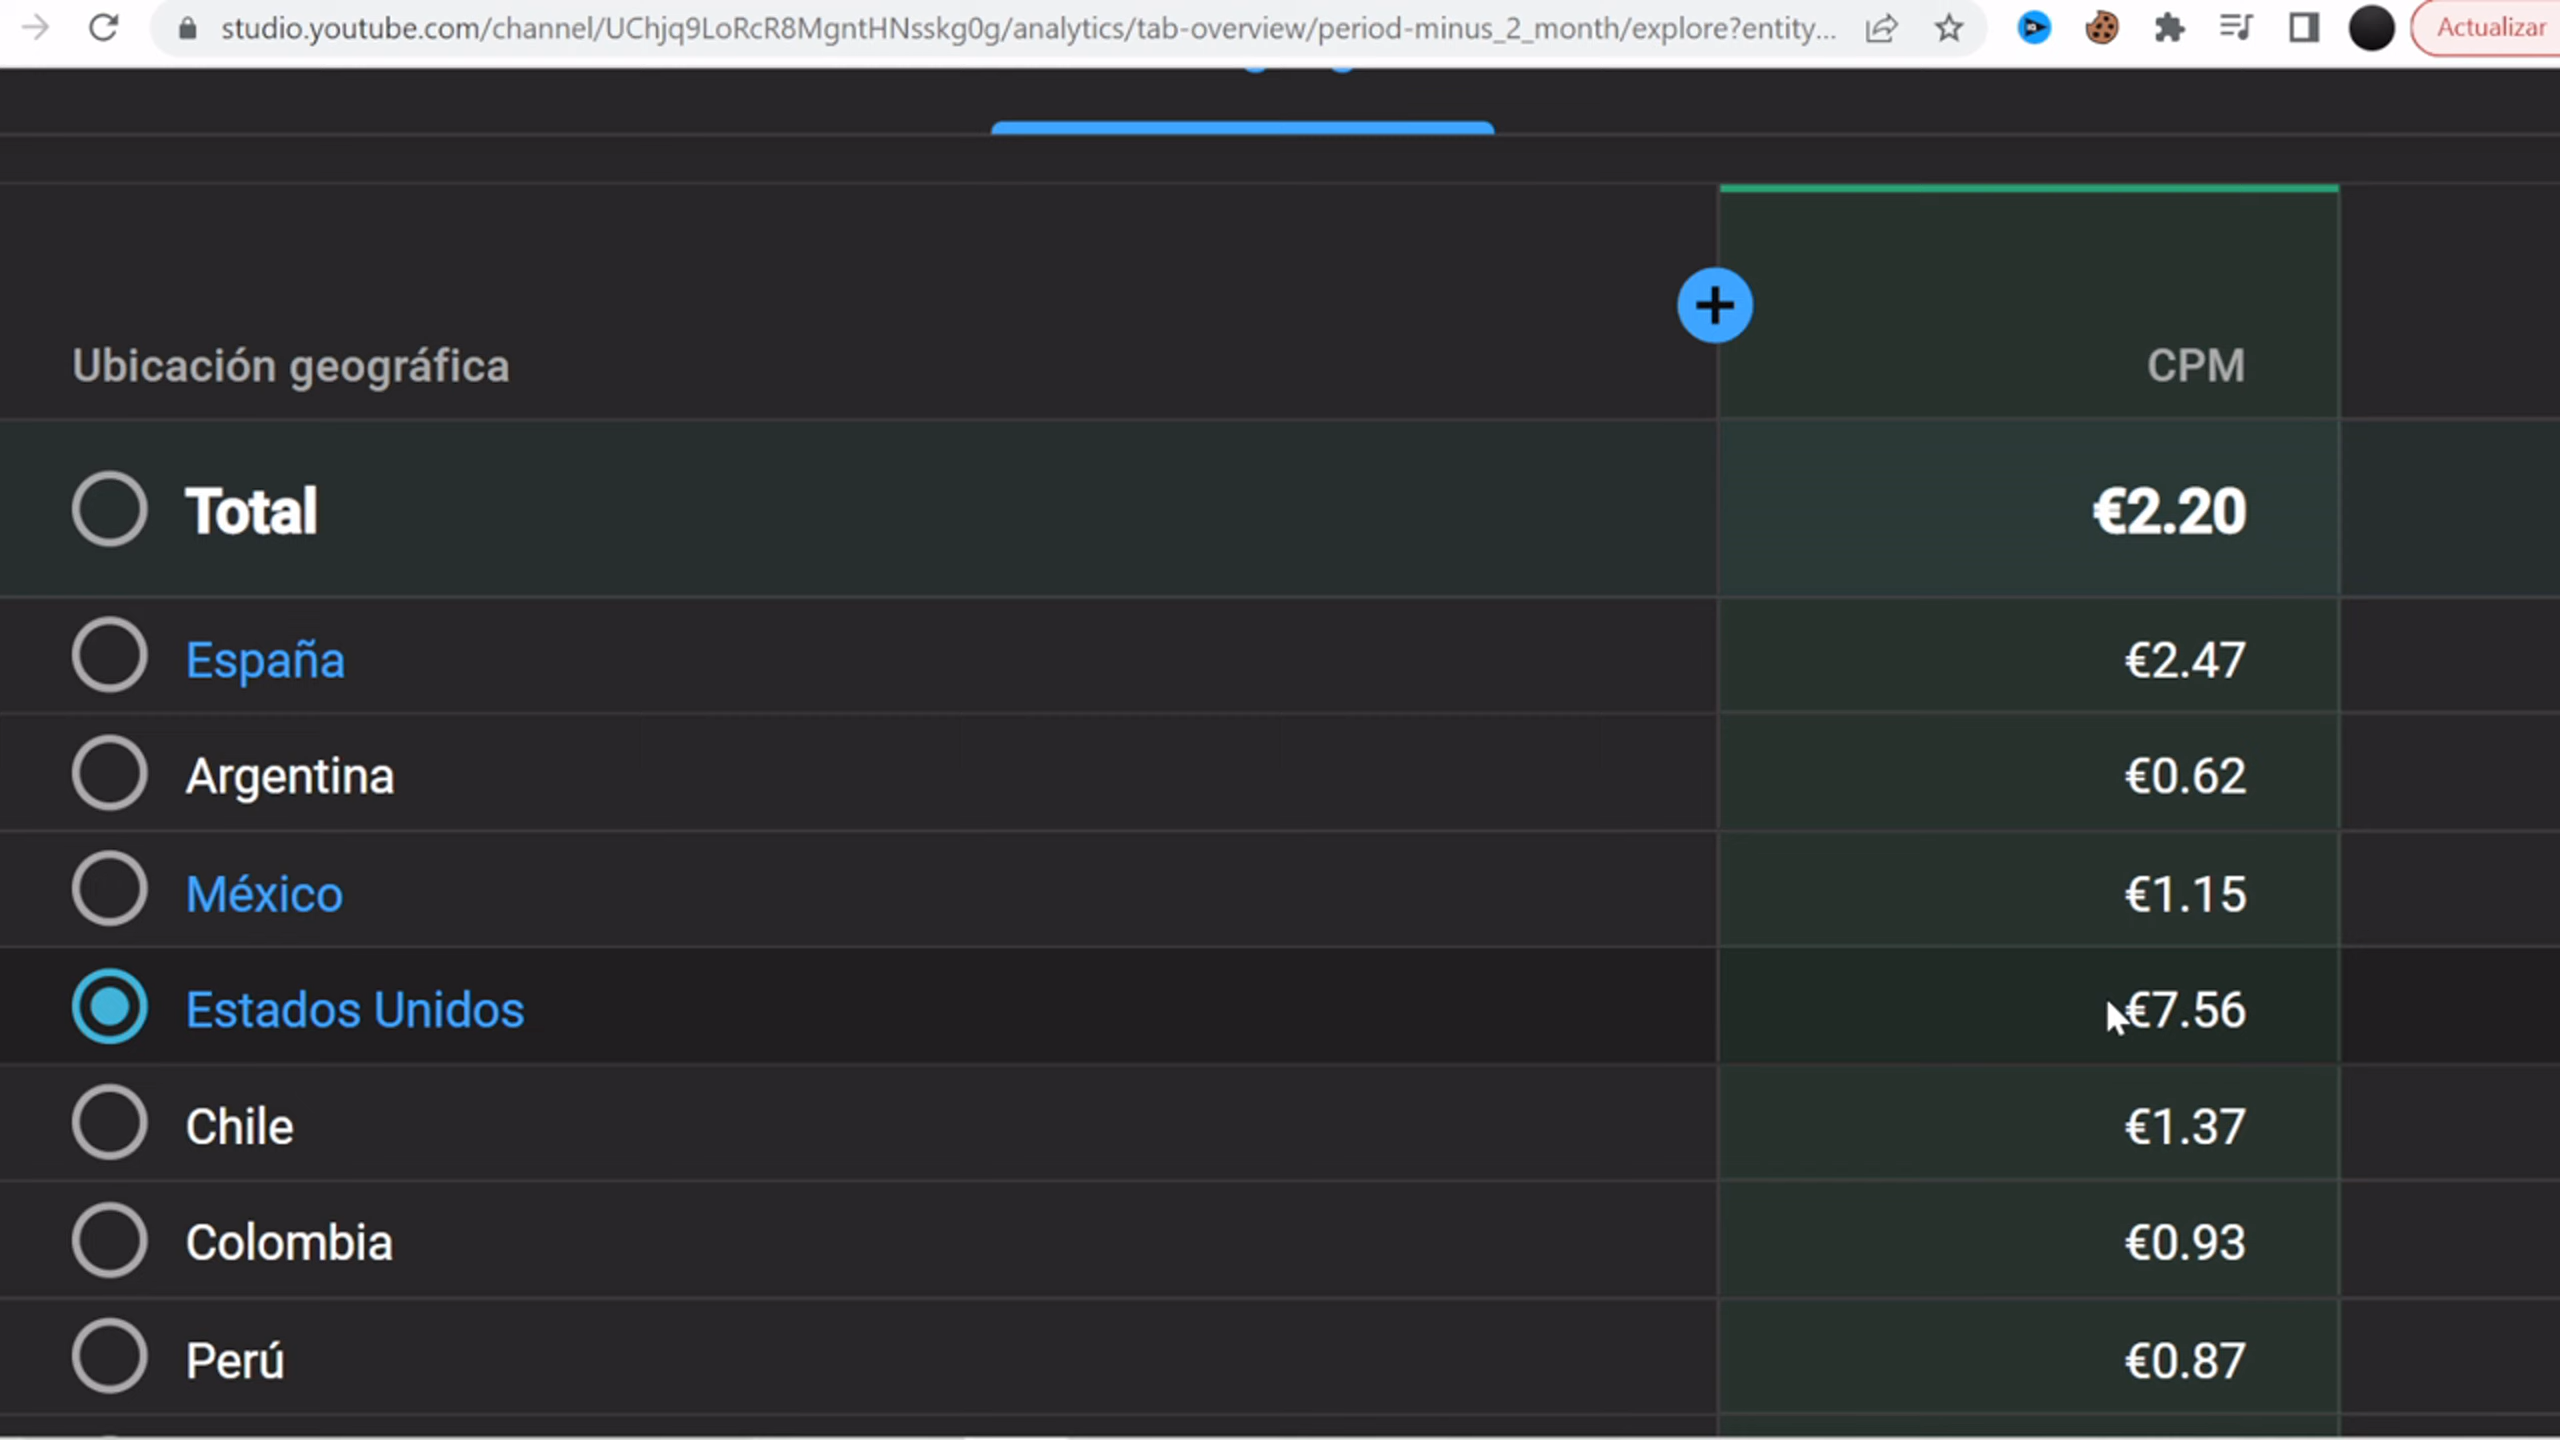 studio.youtube.com/channel/UChjq9LoRcR8MgntHNsskg0g/analytics/tab-overview/period-minus_2_month/explore?entity...
Actualizar
Ubicación geográfica CPM
Total €2.20
España €2.47
Argentina €0.62
México €1.15
Estados Unidos €7.56
Chile €1.37
Colombia €0.93
Perú €0.87